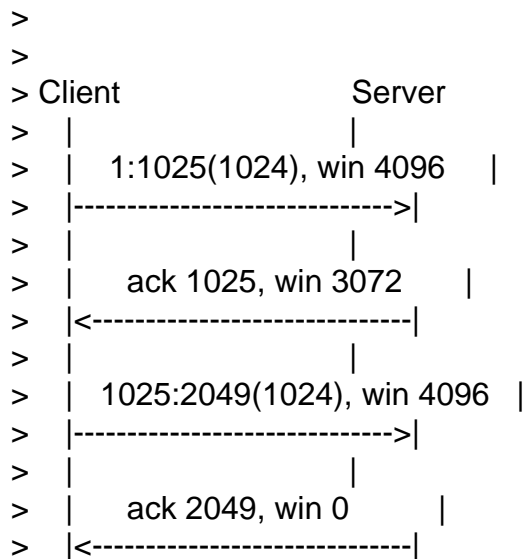 >
>
> Client Server
> | |
> | 1:1025(1024), win 4096 |
> |------------------------------>|
> | |
> | ack 1025, win 3072 |
> |<------------------------------|
> | |
> | 1025:2049(1024), win 4096 |
> |------------------------------>|
> | |
> | ack 2049, win 0 |
> |<------------------------------|